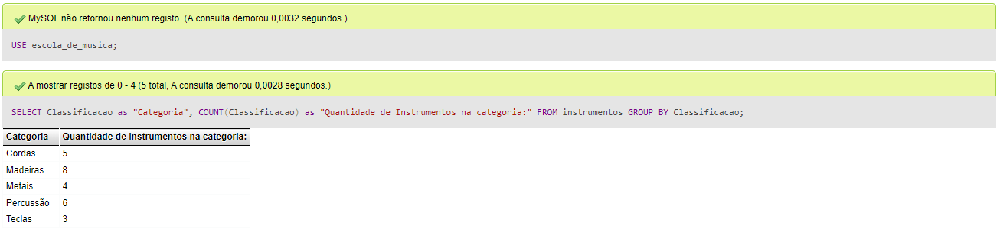 MySQL não retornou nenhum registo. (A consulta demorou 0,0032 segundos.)
USE escola_de_musica;
A mostrar registos de 0 - 4 (5 total, A consulta demorou 0,0028 segundos.)
SELECT Classificacao as "Categoria", COUNT(Classificacao) as "Quantidade de Instrumentos na categoria:" FROM instrumentos GROUP BY Classificacao;
Categoria Quantidade de Instrumentos na categoria:
Cordas 5
Madeiras 8
Metais 4
Percussão 6
Teclas 3